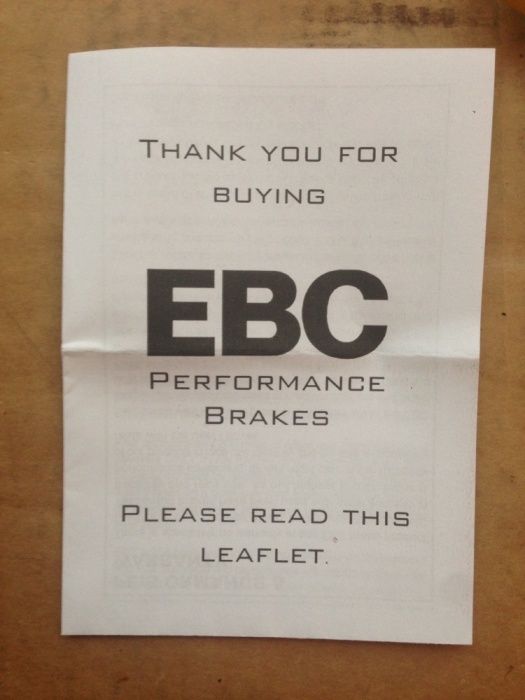 THANK YOU FOR
BUYING
EBC
PERFORMANCE
BRAKES
PLEASE READ THIS
LEAFLET.